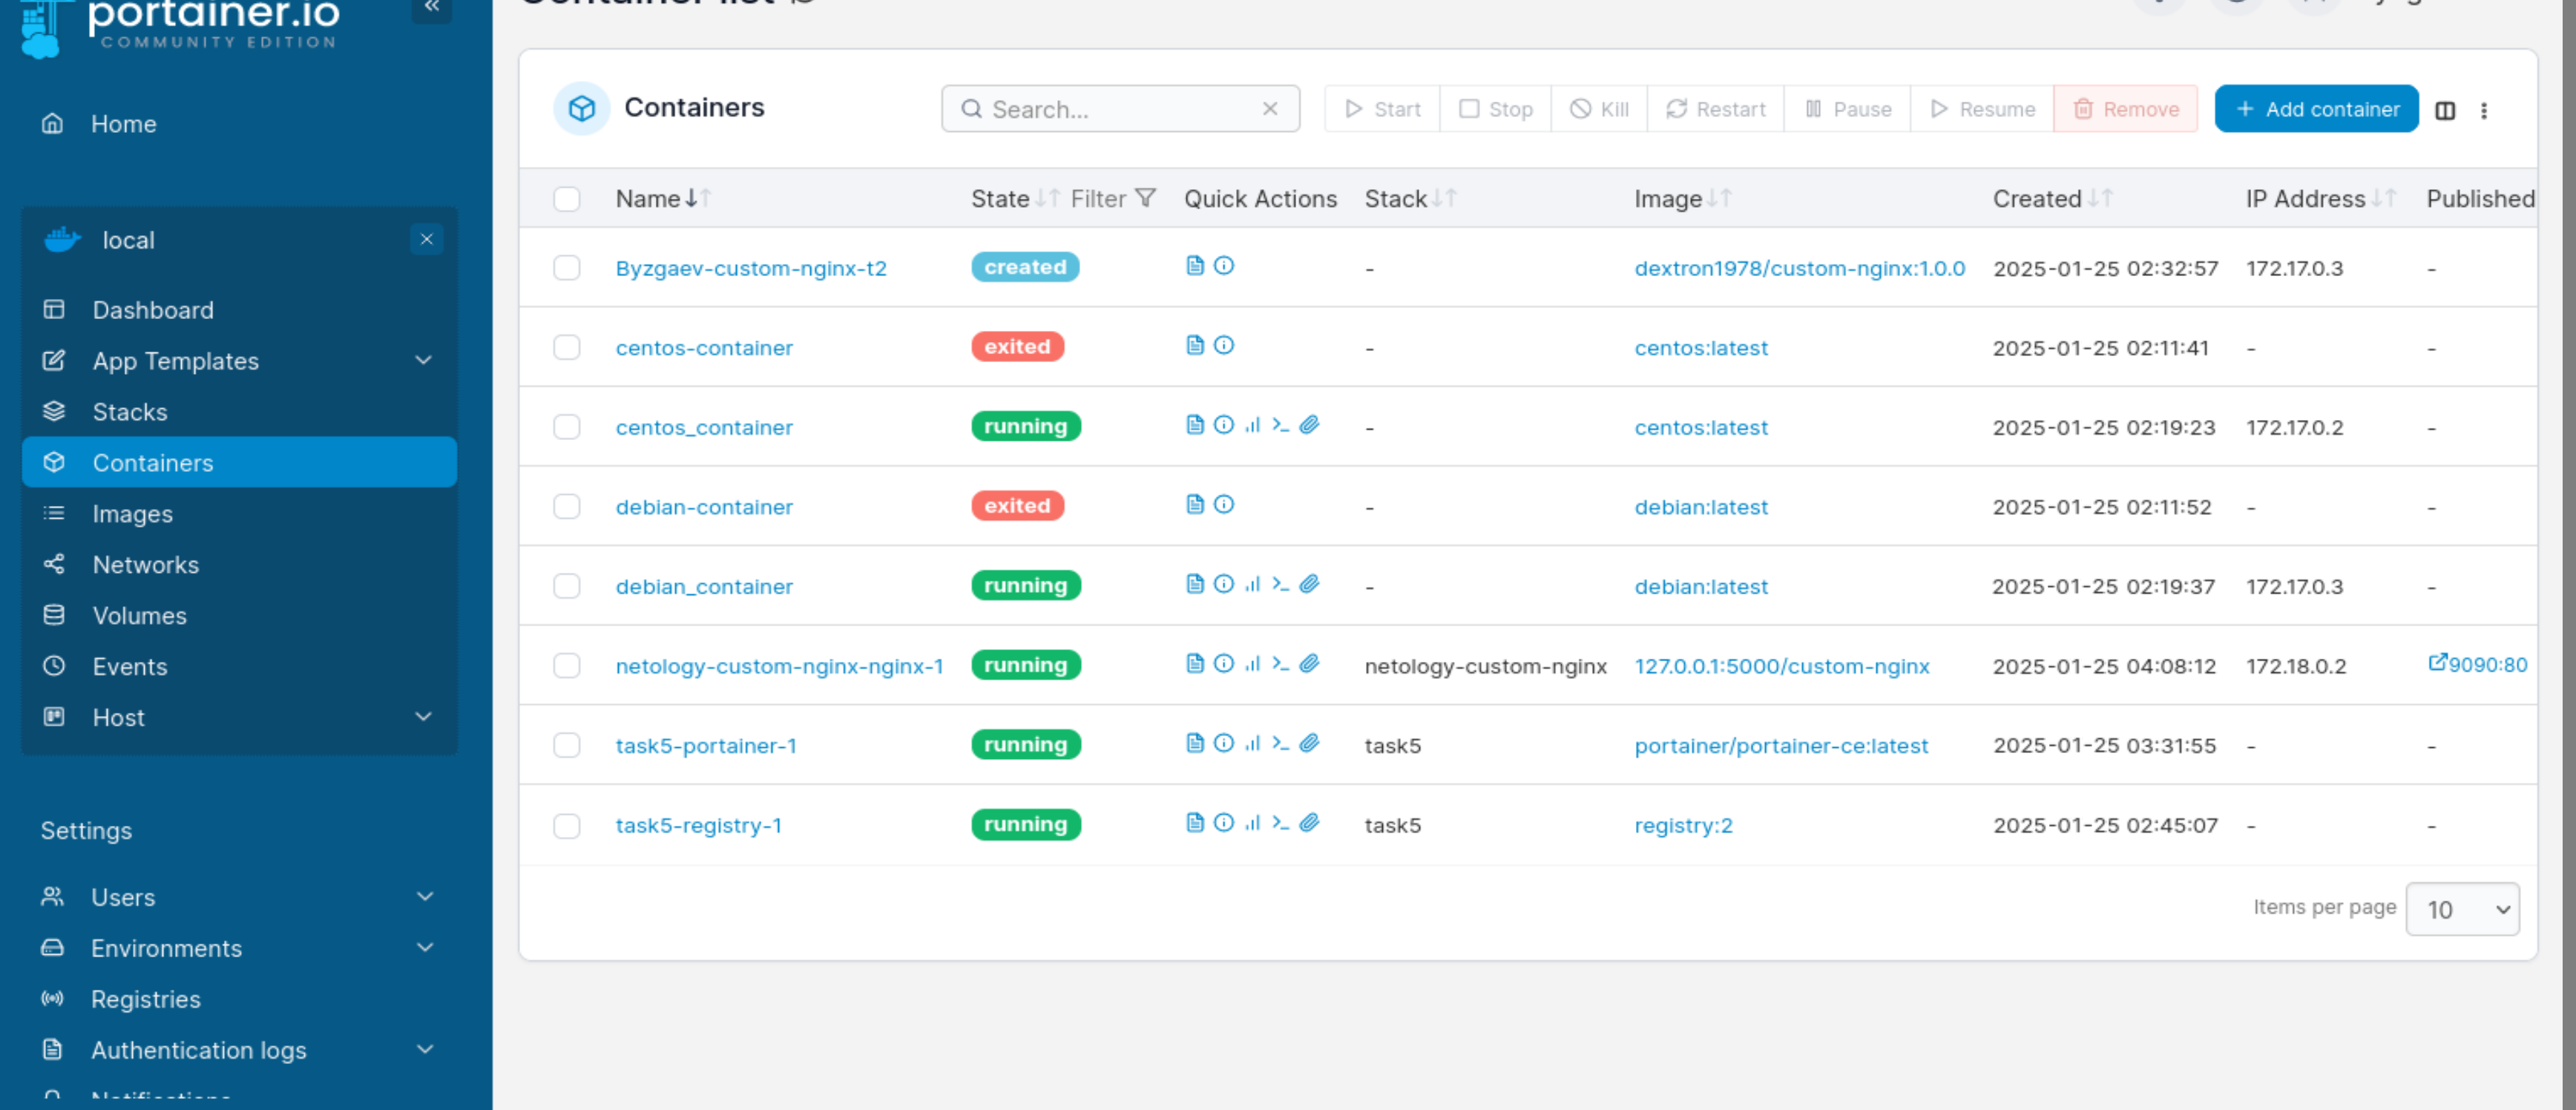 portainer.io
COMMUNITY EDITION
Home
local
Dashboard
App Templates
Stacks
Containers
Images
Networks
Volumes
Events
Host
Settings
Users
Environments
Registries
Authentication logs
Notifications
Container list
Containers Search... Start Stop Kill Restart Pause Resume Remove + Add container
Name State Filter Quick Actions Stack Image Created IP Address Published
Byzgaev-custom-nginx-t2 created - dextron1978/custom-nginx:1.0.0 2025-01-25 02:32:57 172.17.0.3 -
centos-container exited - centos:latest 2025-01-25 02:11:41 - -
centos_container running - centos:latest 2025-01-25 02:19:23 172.17.0.2 -
debian-container exited - debian:latest 2025-01-25 02:11:52 - -
debian_container running - debian:latest 2025-01-25 02:19:37 172.17.0.3 -
netology-custom-nginx-nginx-1 running netology-custom-nginx 127.0.0.1:5000/custom-nginx 2025-01-25 04:08:12 172.18.0.2 9090:80
task5-portainer-1 running task5 portainer/portainer-ce:latest 2025-01-25 03:31:55 - -
task5-registry-1 running task5 registry:2 2025-01-25 02:45:07 - -
Items per page 10